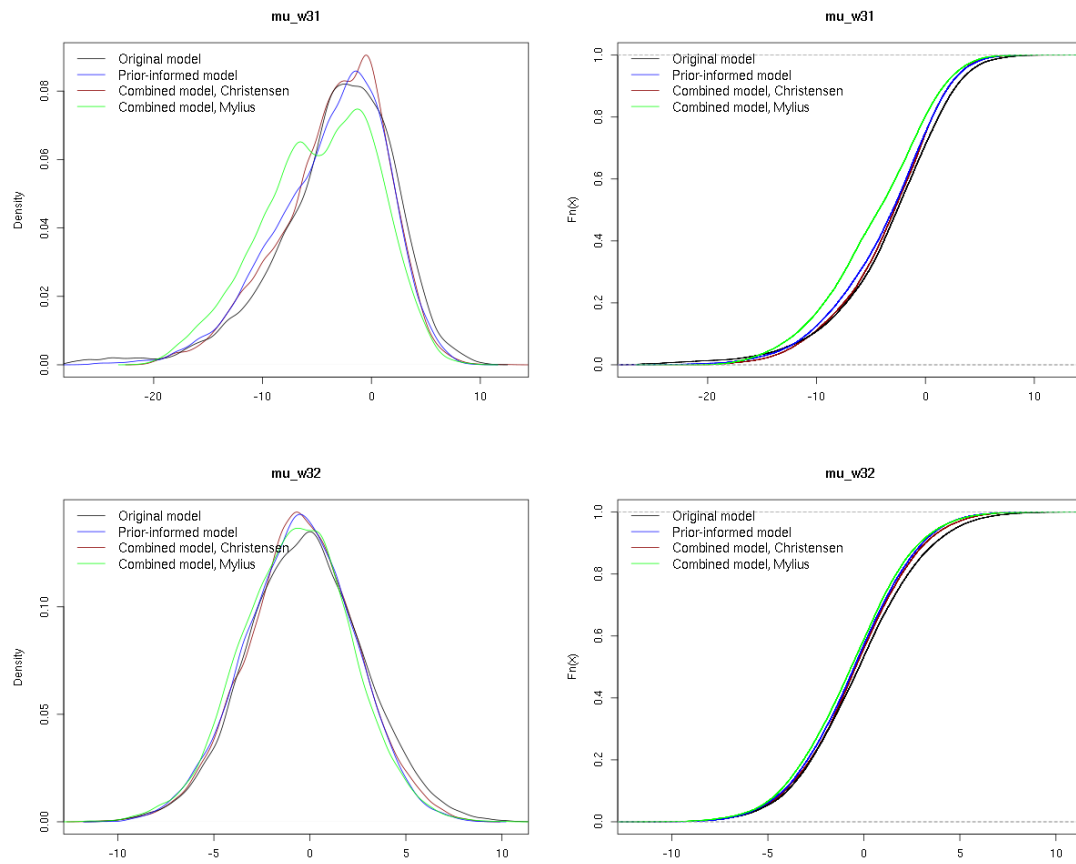 mu_w31
Original model
Prior-informed model
Combined model, Christensen
Combined model, Mylius
Density
0.00
0.02
0.04
0.06
0.08
-20
-10
0
10
mu_w31
Original model
Prior-informed model
Combined model, Christensen
Combined model, Mylius
Fn(x)
0.0
0.2
0.4
0.6
0.8
1.0
-20
-10
0
10
mu_w32
Original model
Prior-informed model
Combined model, Christensen
Combined model, Mylius
Density
0.00
0.05
0.10
-10
-5
0
5
10
mu_w32
Original model
Prior-informed model
Combined model, Christensen
Combined model, Mylius
Fn(x)
0.0
0.2
0.4
0.6
0.8
1.0
-10
-5
0
5
10